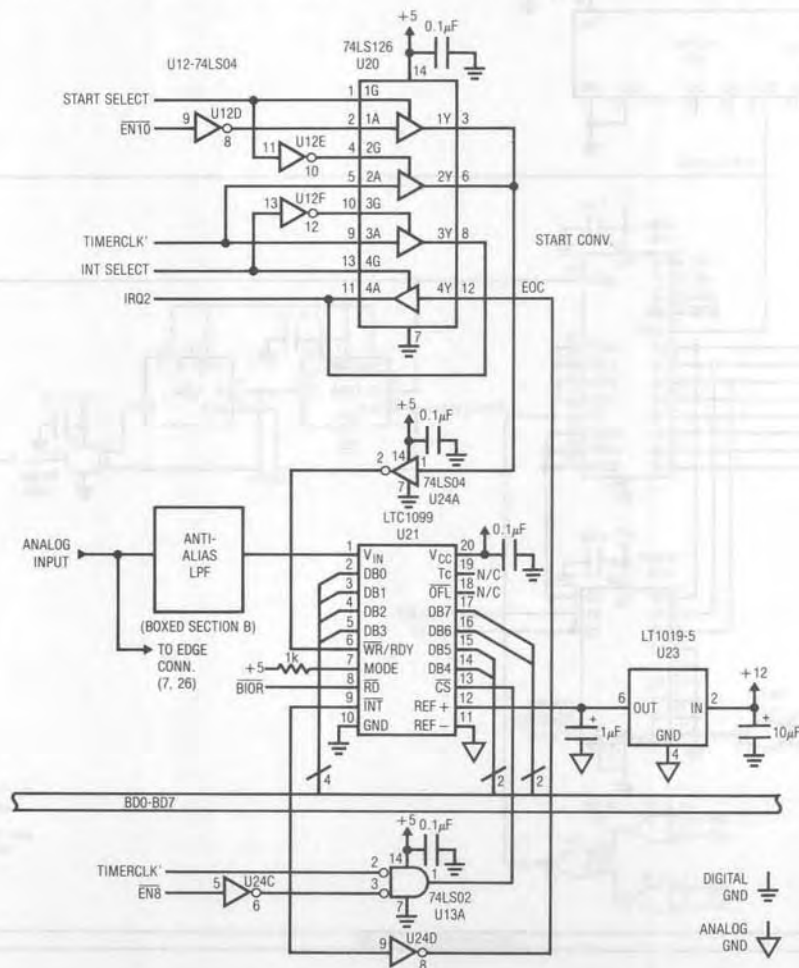 +5
0.1µF
74LS126
U20
14
U12-74LS04
START SELECT
1
1G
U12D
EN10
9
8
2
1A
1Y
3
U12E
11
10
4
2G
5
2A
2Y
6
U12F
13
12
10
3G
TIMERCLK'
9
3A
3Y
8
START CONV.
INT SELECT
13
4G
IRQ2
11
4A
4Y
12
EOC
7
+5
0.1µF
2
14
1
7
74LS04
U24A
LTC1099
U21
ANALOG
INPUT
ANTI-
ALIAS
LPF
(BOXED SECTION B)
TO EDGE
CONN.
(7, 26)
0.1µF
1
VIN
VCC
20
2
DB0
TC
19
N/C
3
DB1
OFL
18
N/C
4
DB2
DB7
17
5
DB3
DB6
16
6
WR/RDY
DB5
15
+5
1k
7
MODE
DB4
14
BIOR
8
RD
CS
13
9
INT
REF +
12
10
GND
REF −
11
LT1019-5
U23
+12
6
OUT
IN
2
GND
4
+
1µF
+
10µF
4
2
2
BD0-BD7
+5
0.1µF
TIMERCLK'
2
14
1
EN8
5
U24C
6
3
7
74LS02
U13A
9
U24D
8
DIGITAL
GND
ANALOG
GND